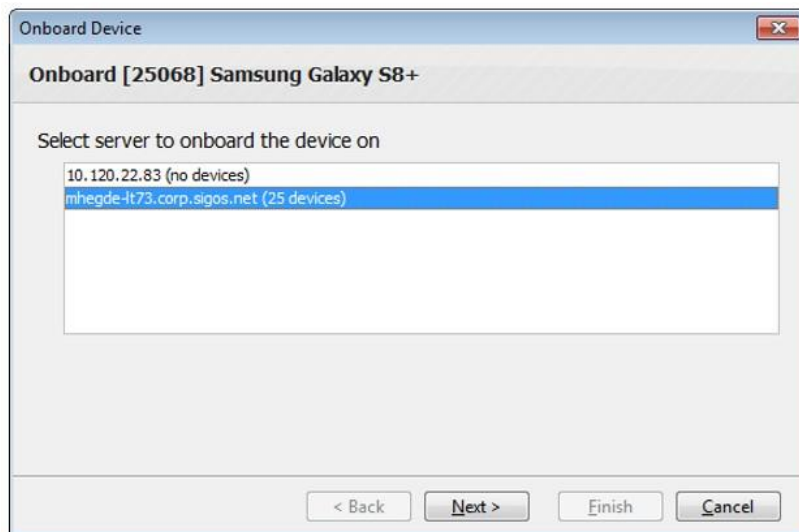 Onboard Device
Onboard [25068] Samsung Galaxy S8+
Select server to onboard the device on
10.120.22.83 (no devices)
mhegde-lt73.corp.sigos.net (25 devices)
< Back Next > Finish Cancel